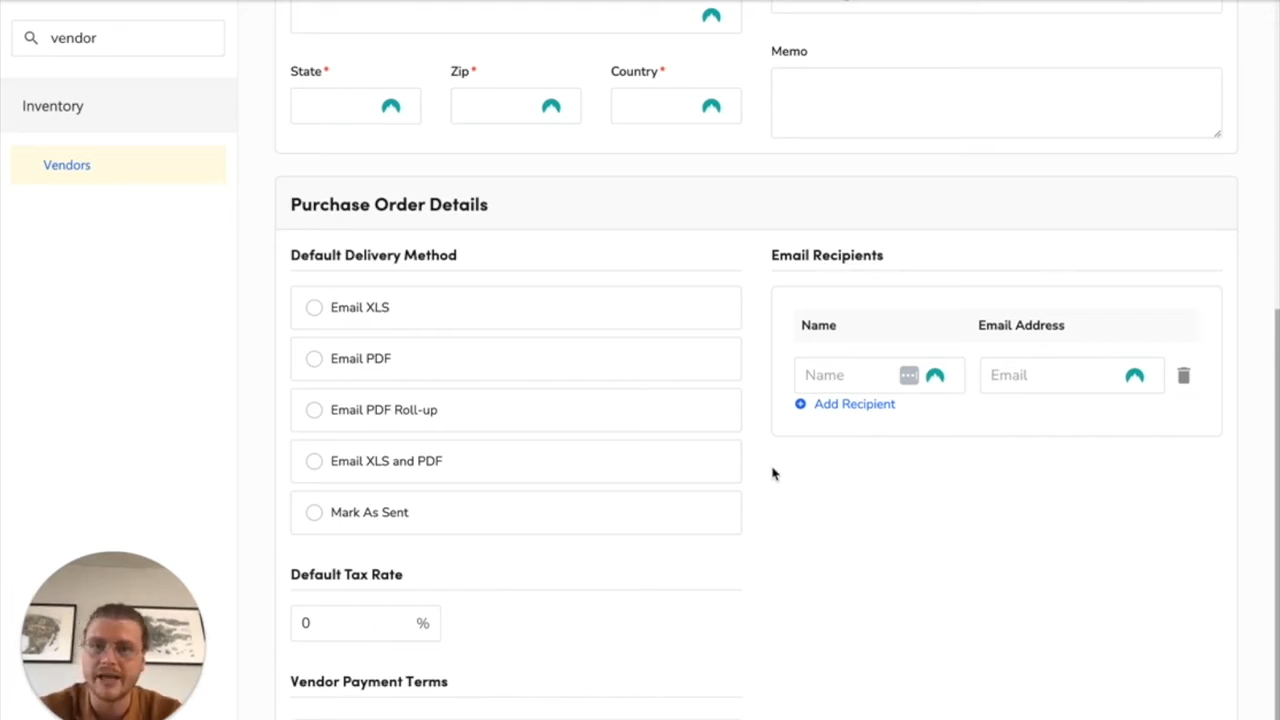 vendor
Inventory
Vendors
State*
Zip*
Country*
Memo
Purchase Order Details
Default Delivery Method
Email XLS
Email PDF
Email PDF Roll-up
Email XLS and PDF
Mark As Sent
Default Tax Rate
0 %
Vendor Payment Terms
Email Recipients
Name Email Address
Name Email
Add Recipient